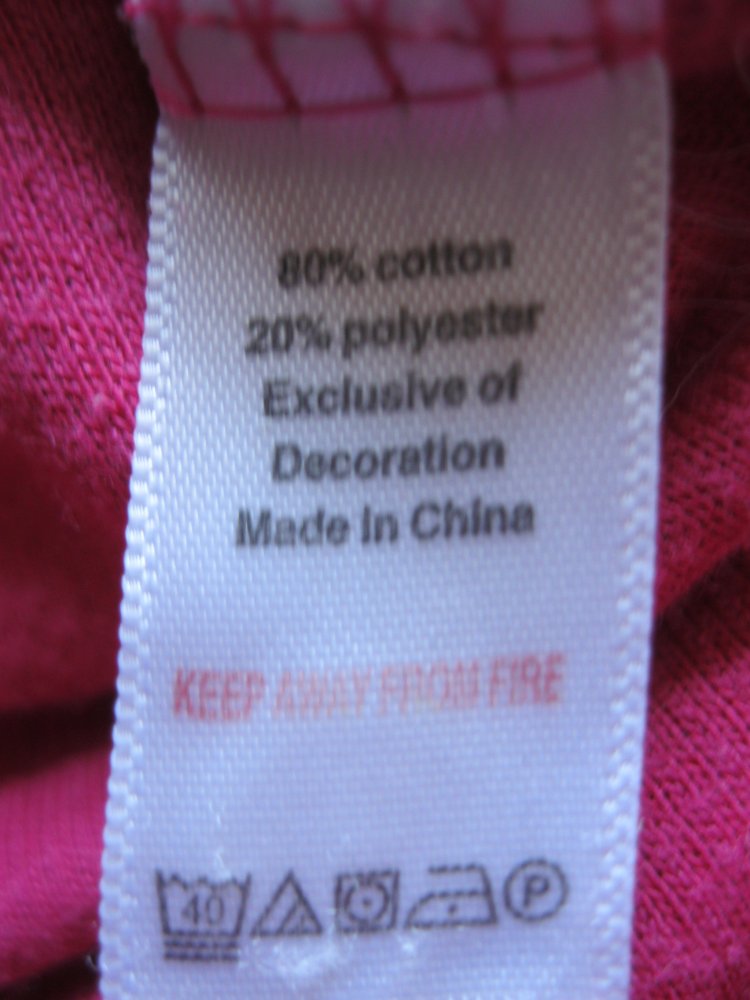 80% cotton
20% polyester
Exclusive of
Decoration
Made in China
KEEP AWAY FROM FIRE
40 P